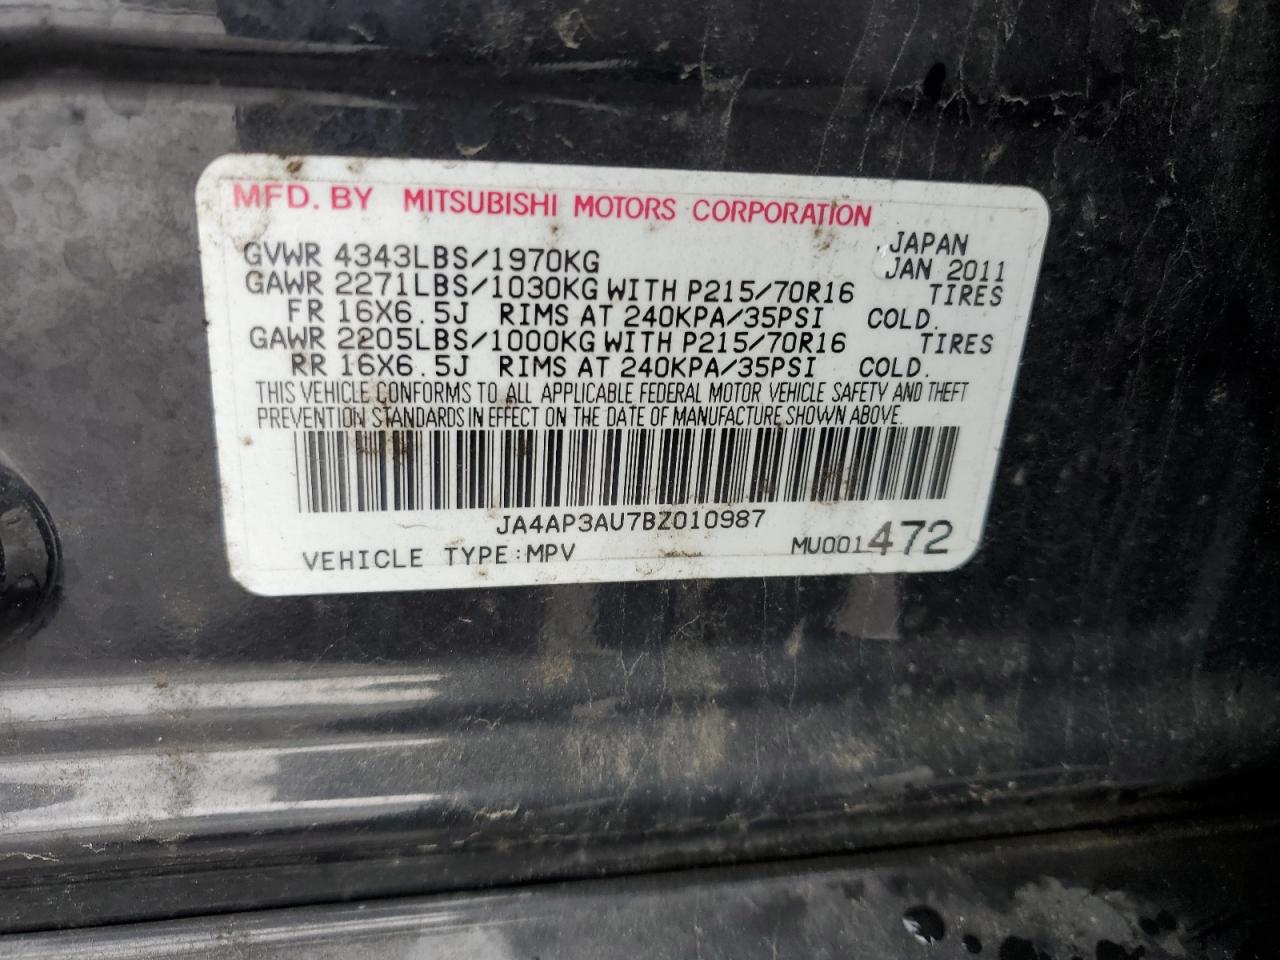 MFD. BY MITSUBISHI MOTORS CORPORATION
JAPAN
GVWR 4343LBS/1970KG JAN 2011
GAWR 2271LBS/1030KG WITH P215/70R16 TIRES
FR 16X6.5J RIMS AT 240KPA/35PSI COLD.
GAWR 2205LBS/1000KG WITH P215/70R16 TIRES
RR 16X6.5J RIMS AT 240KPA/35PSI COLD.
THIS VEHICLE CONFORMS TO ALL APPLICABLE FEDERAL MOTOR VEHICLE SAFETY AND THEFT
PREVENTION STANDARDS IN EFFECT ON THE DATE OF MANUFACTURE SHOWN ABOVE.
JA4AP3AU7BZ010987
VEHICLE TYPE:MPV MU001472